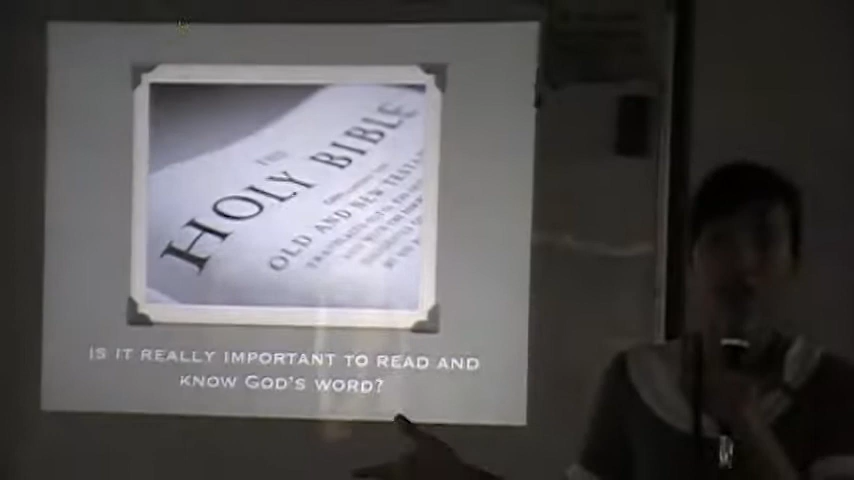 THE
HOLY BIBLE
OLD AND NEW TESTA
IS IT REALLY IMPORTANT TO READ AND
KNOW GOD'S WORD?